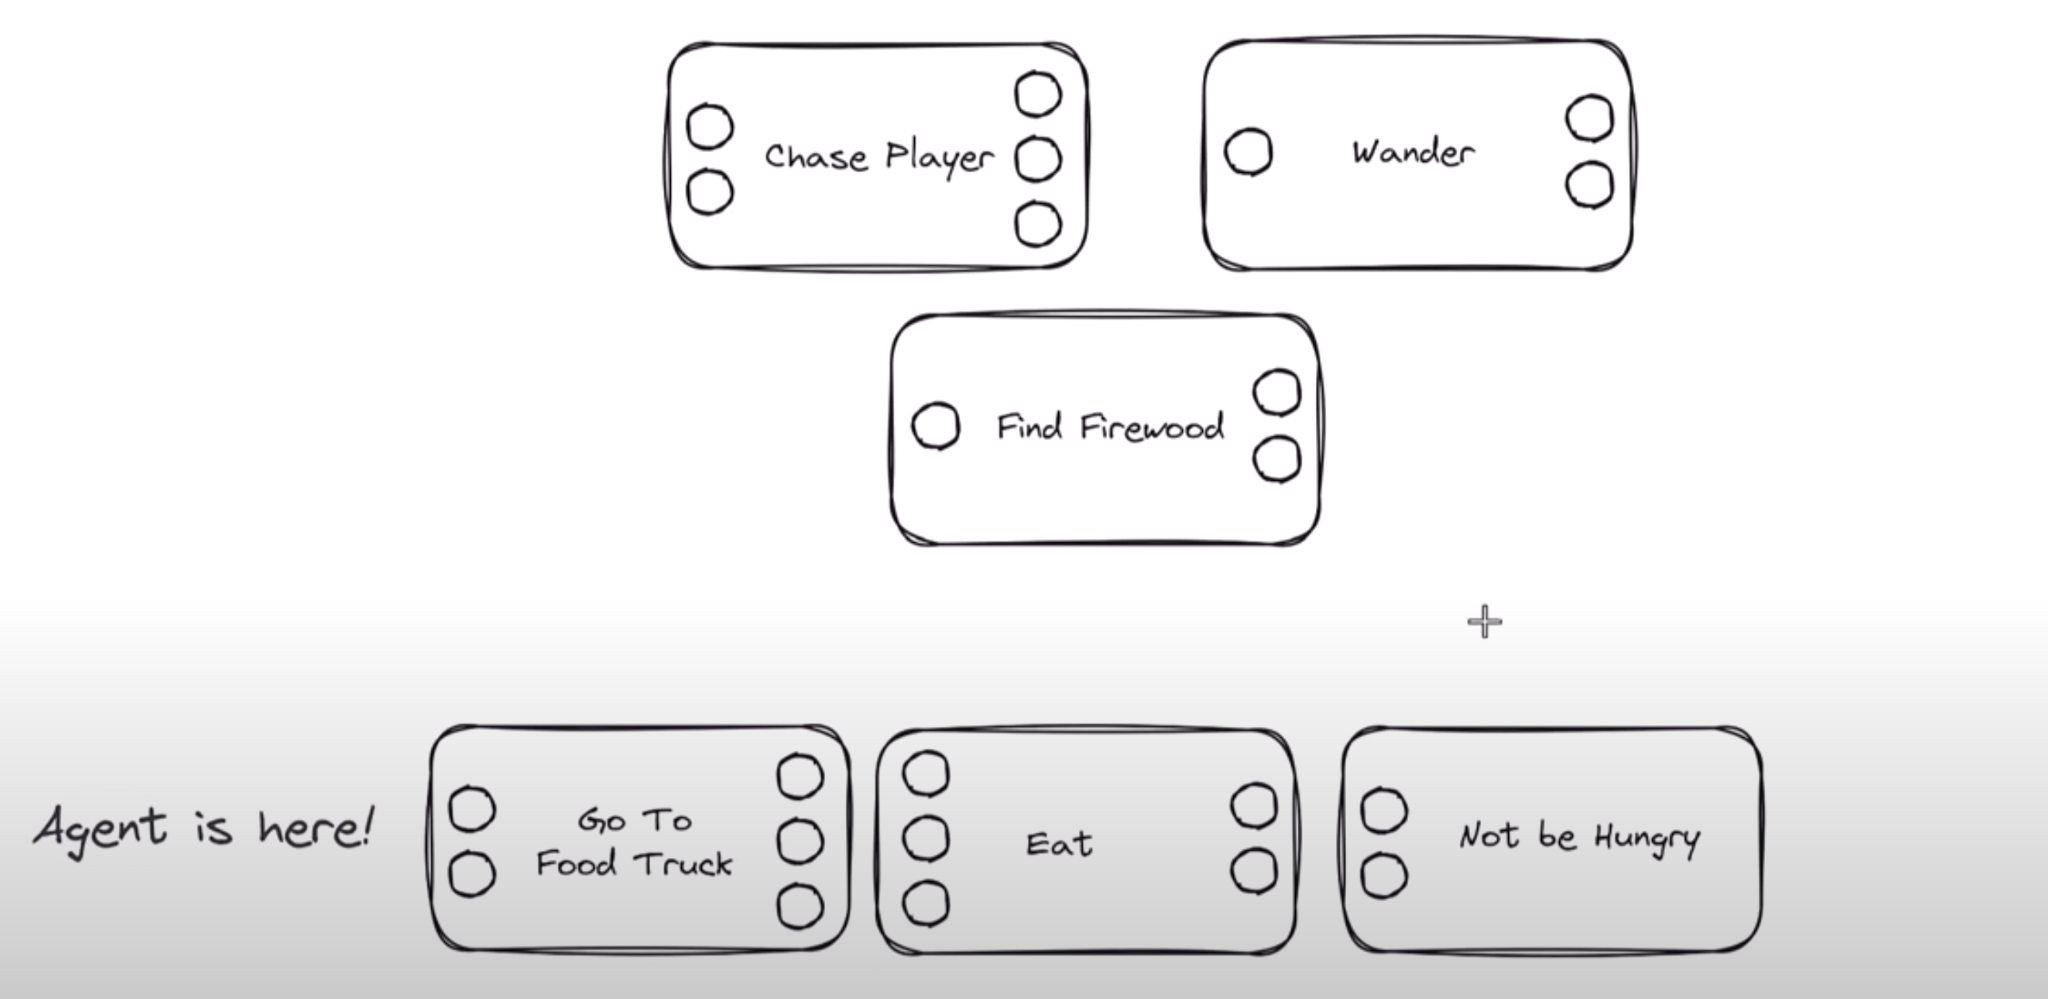 Chase Player
Wander
Find Firewood
Agent is here!
Go To
Food Truck
Eat
Not be Hungry